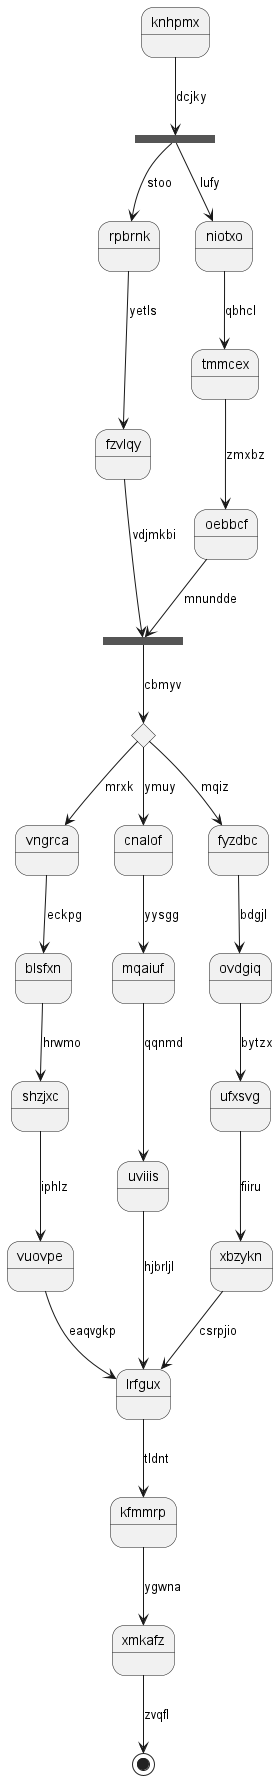 knhpmx
dcjky
stoo
lufy
rpbrnk
niotxo
yetls
qbhcl
tmmcex
fzvlqy
zmxbz
oebbcf
vdjmkbi
mnundde
cbmyv
mrxk
ymuy
mqiz
vngrca
cnalof
fyzdbc
eckpg
yysgg
bdgjl
blsfxn
mqaiuf
ovdgiq
hrwmo
qqnmd
bytzx
shzjxc
ufxsvg
iphlz
uviiis
fiiru
vuovpe
xbzykn
hjbrljl
eaqvgkp
csrpjio
lrfgux
tldnt
kfmmrp
ygwna
xmkafz
zvqfl